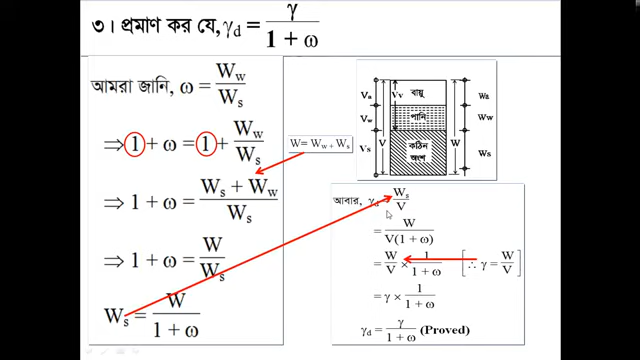 ৩। প্রমাণ কর যে, γd = γ / (1 + ω)
আমরা জানি, ω = Ww / Ws
⇒ 1 + ω = 1 + Ww / Ws
W= Ww + Ws
⇒ 1 + ω = (Ws + Ww) / Ws
⇒ 1 + ω = W / Ws
Ws = W / (1 + ω)
Va Vv বায়ু Wa
Vw V পানি W Ww
Vs কঠিন অংশ Ws
আবার, γd Ws / V
= W / V(1 + ω)
= W / V × 1 / (1 + ω) [∴ γ = W / V]
= γ × 1 / (1 + ω)
γd = γ / (1 + ω) (Proved)